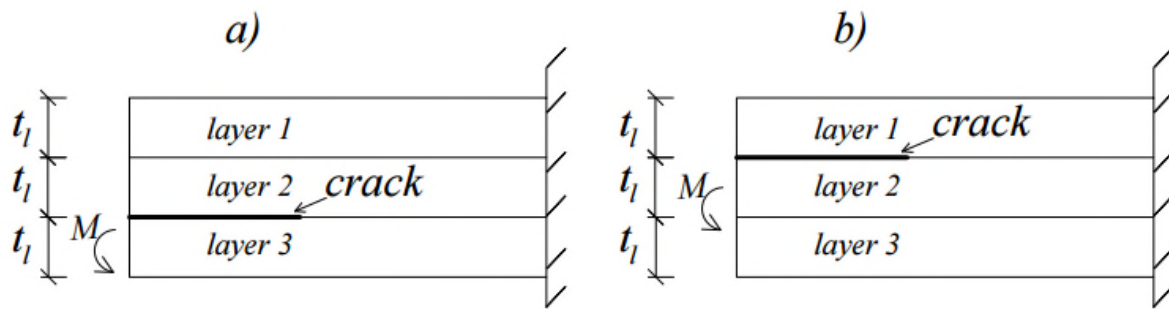 a)
t_l
layer 1
t_l
layer 2
crack
t_l
M
layer 3
b)
t_l
layer 1
crack
t_l
M
layer 2
t_l
layer 3